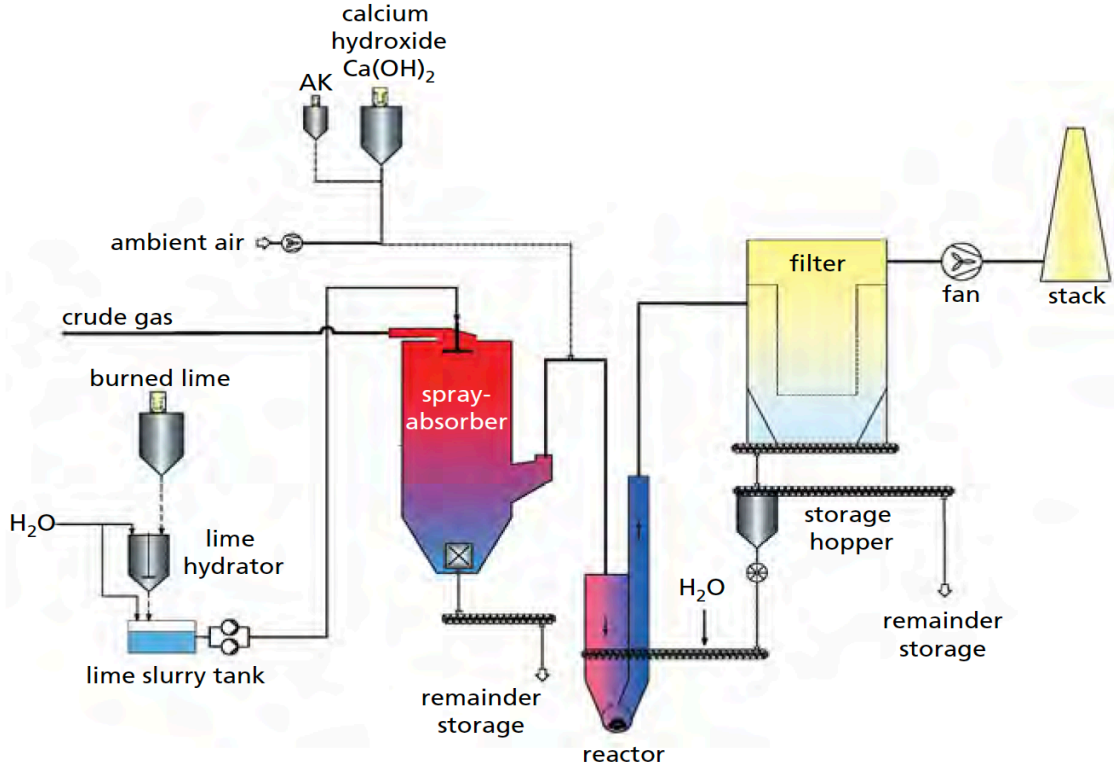 calcium
hydroxide
Ca(OH)₂
AK
ambient air
filter
fan
stack
crude gas
burned lime
spray-
absorber
H₂O
lime
hydrator
storage
hopper
H₂O
remainder
storage
lime slurry tank
remainder
storage
reactor